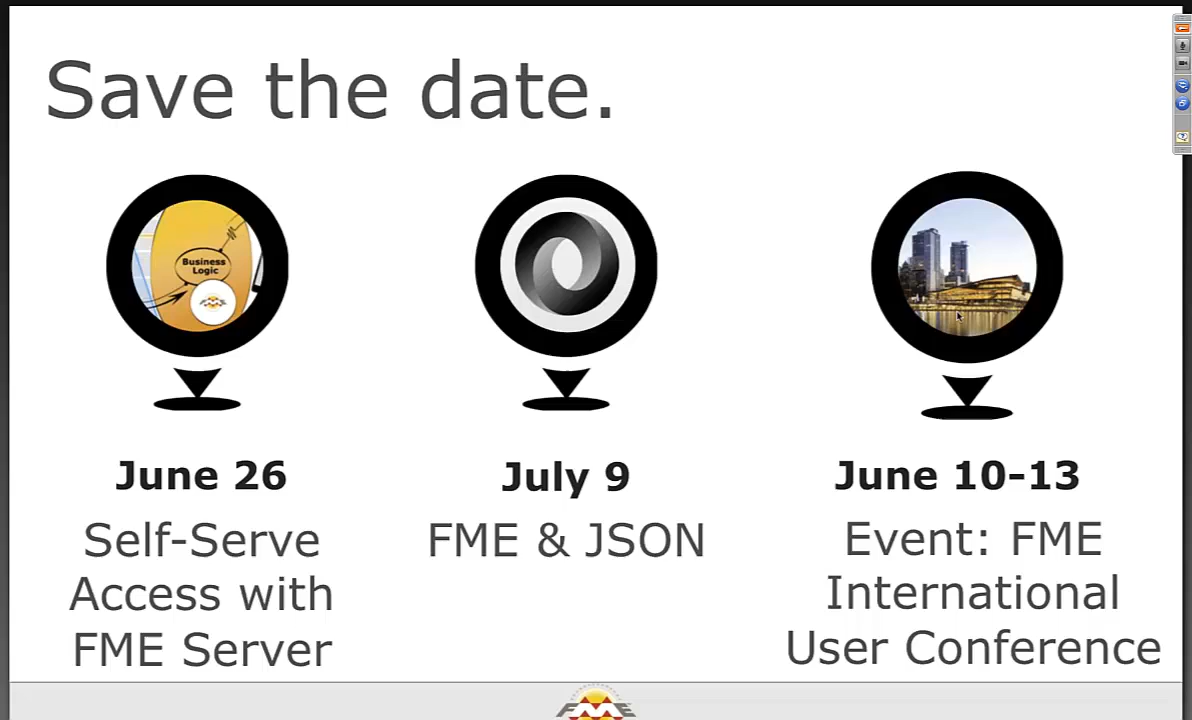 Save the date.
Business
Logic
June 26
July 9
June 10-13
Self-Serve
Access with
FME Server
FME & JSON
Event: FME
International
User Conference
FME